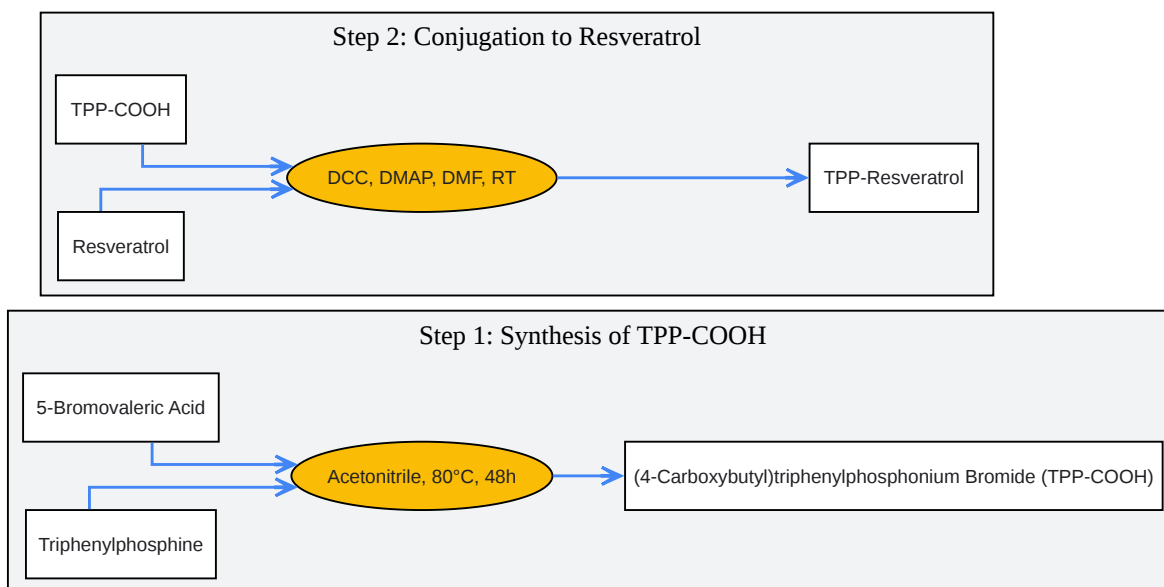 Step 2: Conjugation to Resveratrol
TPP-COOH
DCC, DMAP, DMF, RT
TPP-Resveratrol
Resveratrol
Step 1: Synthesis of TPP-COOH
5-Bromovaleric Acid
Acetonitrile, 80°C, 48h
(4-Carboxybutyl)triphenylphosphonium Bromide (TPP-COOH)
Triphenylphosphine